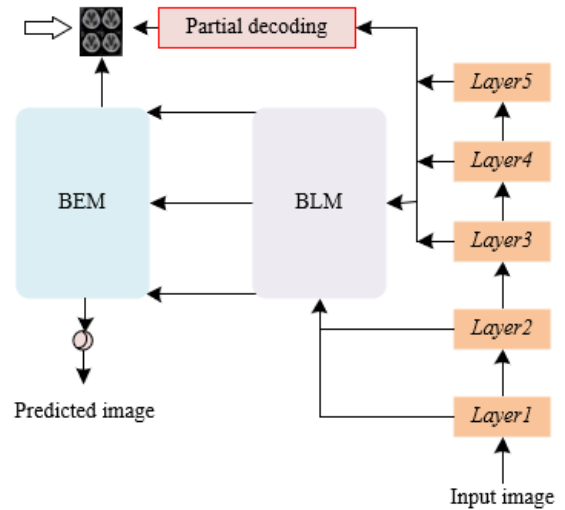 Partial decoding
Layer5
Layer4
BEM
BLM
Layer3
Layer2
Layer1
Predicted image
Input image